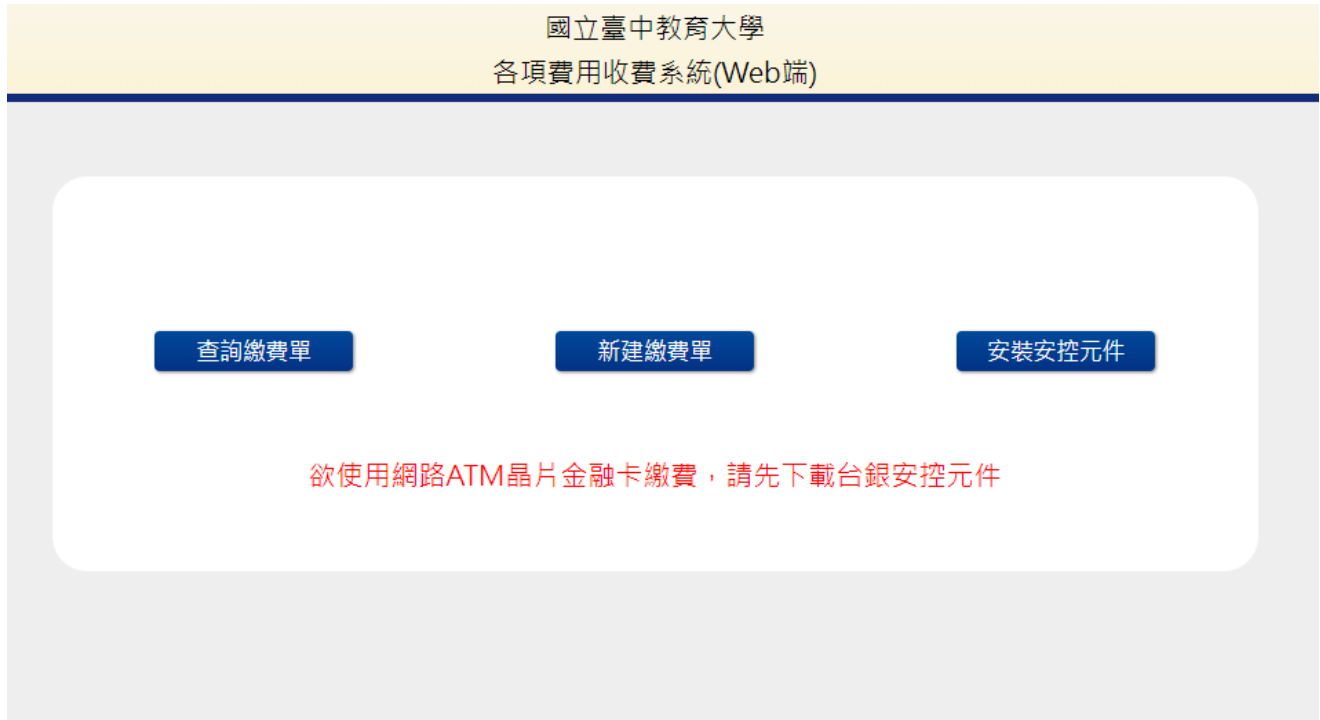 國立臺中教育大學
各項費用收費系統(Web端)
查詢繳費單
新建繳費單
安裝安控元件
欲使用網路ATM晶片金融卡繳費，請先下載台銀安控元件